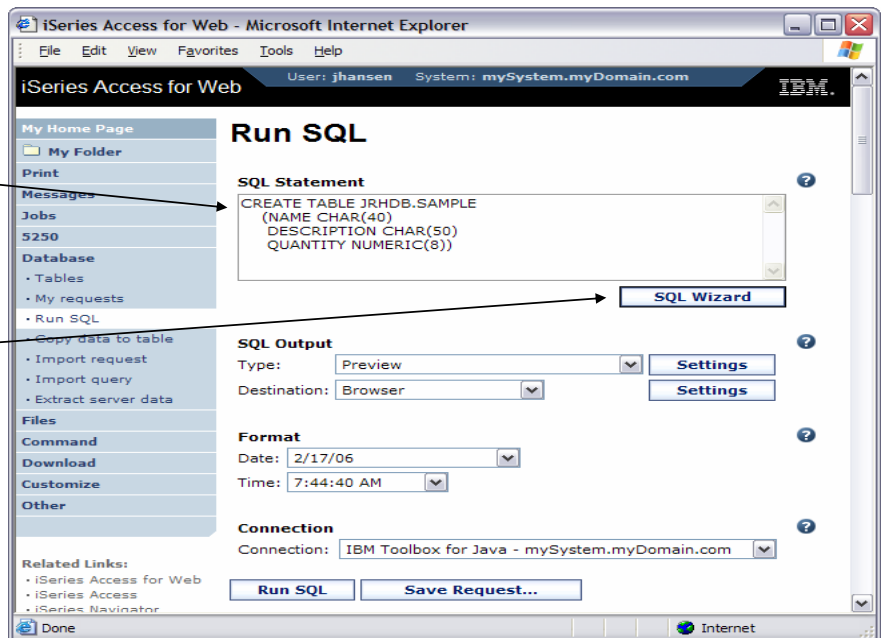 iSeries Access for Web - Microsoft Internet Explorer
File Edit View Favorites Tools Help
iSeries Access for Web
User: jhansen System: mySystem.myDomain.com
IBM.
My Home Page
My Folder
Print
Messages
Jobs
5250
Database
• Tables
• My requests
• Run SQL
• Copy data to table
• Import request
• Import query
• Extract server data
Files
Command
Download
Customize
Other
Related Links:
• iSeries Access for Web
• iSeries Access
• iSeries Navigator
Run SQL
SQL Statement
CREATE TABLE JRHDB.SAMPLE
(NAME CHAR(40)
DESCRIPTION CHAR(50)
QUANTITY NUMERIC(8))
SQL Wizard
SQL Output
Type: Preview Settings
Destination: Browser Settings
Format
Date: 2/17/06
Time: 7:44:40 AM
Connection
Connection: IBM Toolbox for Java - mySystem.myDomain.com
Run SQL Save Request...
Done Internet